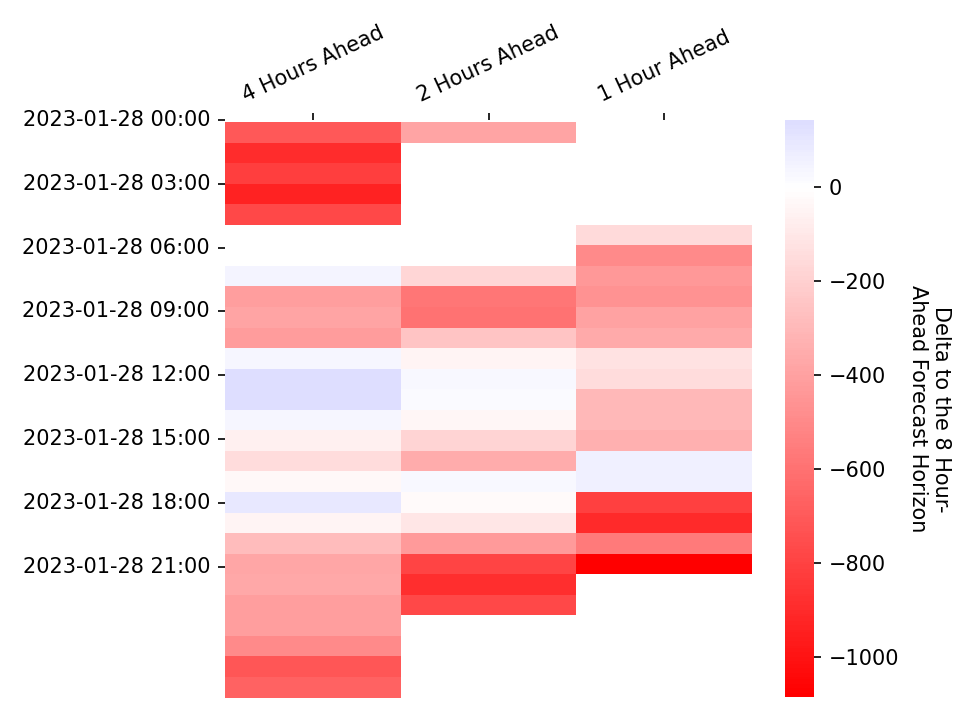 4 Hours Ahead
2 Hours Ahead
1 Hour Ahead
2023-01-28 00:00
2023-01-28 03:00
2023-01-28 06:00
2023-01-28 09:00
2023-01-28 12:00
2023-01-28 15:00
2023-01-28 18:00
2023-01-28 21:00
0
−200
−400
−600
−800
−1000
Delta to the 8 Hour-
Ahead Forecast Horizon